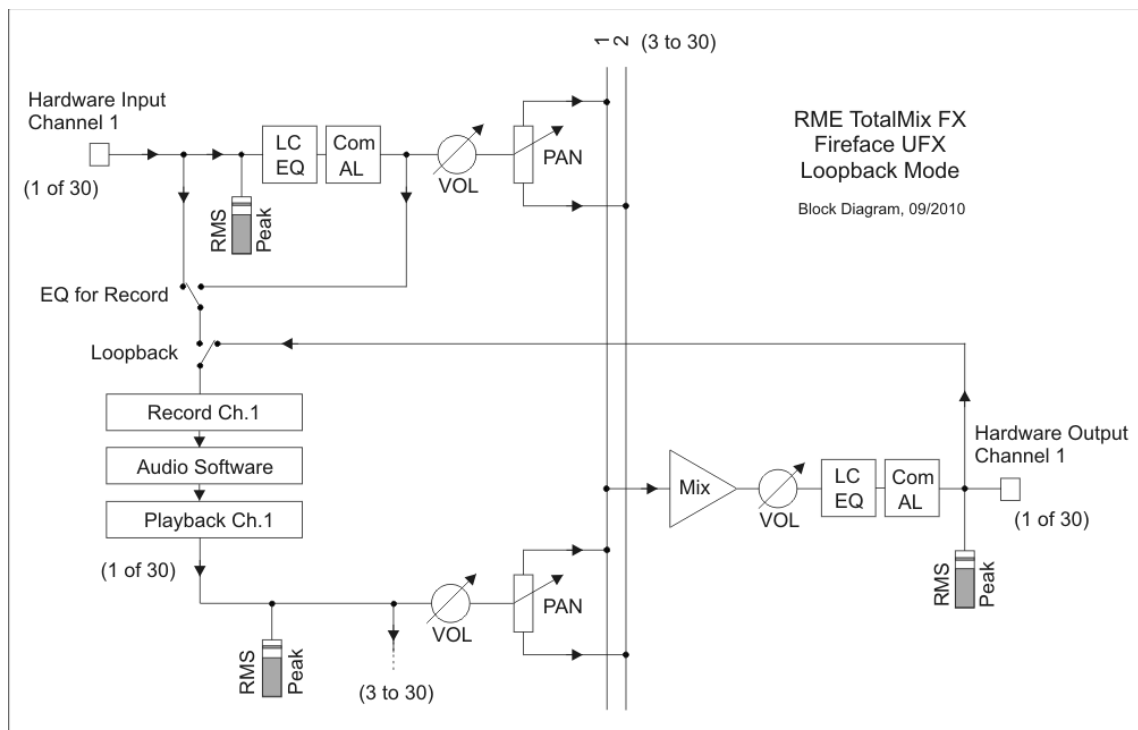 1
2
(3 to 30)
Hardware Input
Channel 1
(1 of 30)
LC
EQ
Com
AL
VOL
PAN
RMS
Peak
RME TotalMix FX
Fireface UFX
Loopback Mode
Block Diagram, 09/2010
EQ for Record
Loopback
Record Ch.1
Audio Software
Playback Ch.1
(1 of 30)
Mix
VOL
LC
EQ
Com
AL
Hardware Output
Channel 1
(1 of 30)
RMS
Peak
VOL
PAN
RMS
Peak
(3 to 30)